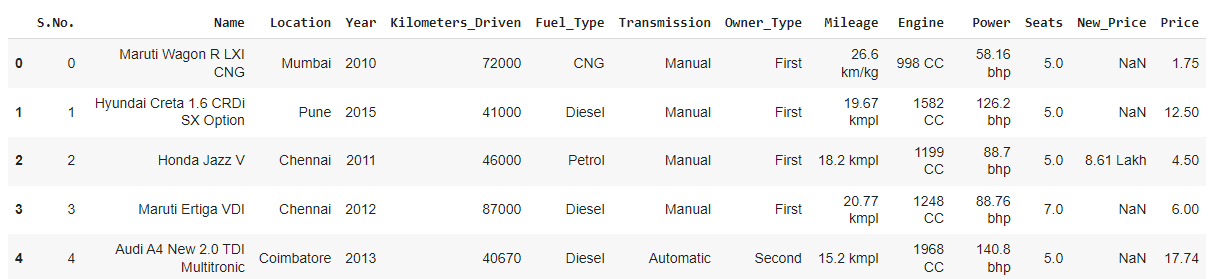 S.No. Name Location Year Kilometers_Driven Fuel_Type Transmission Owner_Type Mileage Engine Power Seats New_Price Price
0 0 Maruti Wagon R LXI CNG Mumbai 2010 72000 CNG Manual First 26.6 km/kg 998 CC 58.16 bhp 5.0 NaN 1.75
1 1 Hyundai Creta 1.6 CRDi SX Option Pune 2015 41000 Diesel Manual First 19.67 kmpl 1582 CC 126.2 bhp 5.0 NaN 12.50
2 2 Honda Jazz V Chennai 2011 46000 Petrol Manual First 18.2 kmpl 1199 CC 88.7 bhp 5.0 8.61 Lakh 4.50
3 3 Maruti Ertiga VDI Chennai 2012 87000 Diesel Manual First 20.77 kmpl 1248 CC 88.76 bhp 7.0 NaN 6.00
4 4 Audi A4 New 2.0 TDI Multitronic Coimbatore 2013 40670 Diesel Automatic Second 15.2 kmpl 1968 CC 140.8 bhp 5.0 NaN 17.74